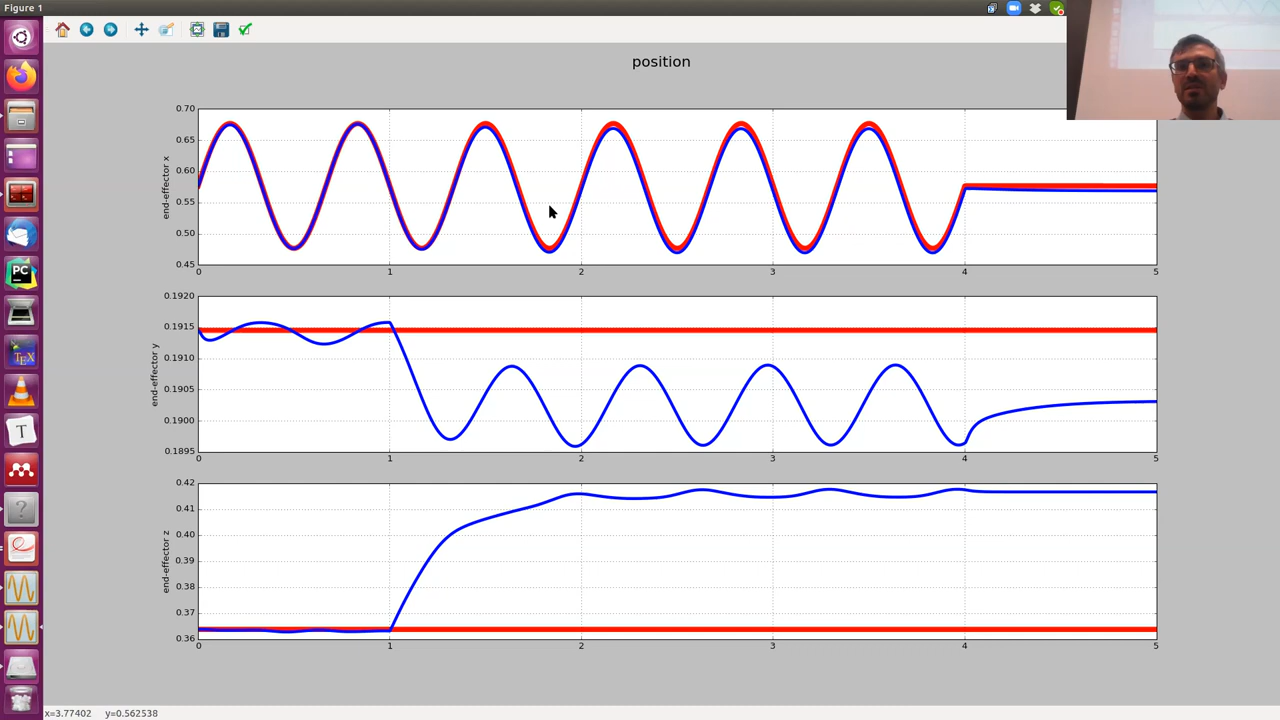 Figure 1
position
end-effector x
0.70
0.65
0.60
0.55
0.50
0.45
0 1 2 3 4 5
end-effector y
0.1920
0.1915
0.1910
0.1905
0.1900
0.1895
0 1 2 3 4 5
end-effector z
0.42
0.41
0.40
0.39
0.38
0.37
0.36
0 1 2 3 4 5
PC
TEX
T
?
x=3.77402 y=0.562538